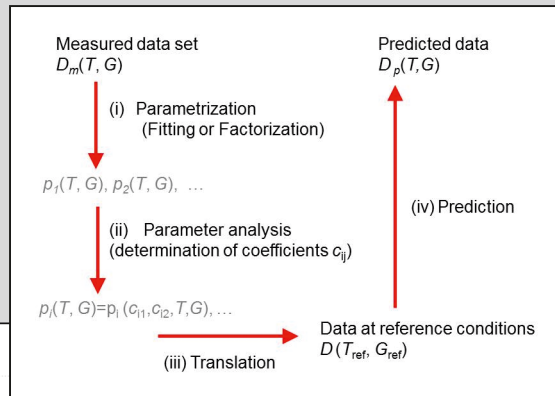 Measured data set
Dm(T, G)
Predicted data
Dp(T,G)
(i) Parametrization
(Fitting or Factorization)
p1(T, G), p2(T, G), ...
(ii) Parameter analysis
(determination of coefficients cij)
(iv) Prediction
pi(T, G)=pi (ci1,ci2,T,G), ...
Data at reference conditions
D (Tref, Gref)
(iii) Translation